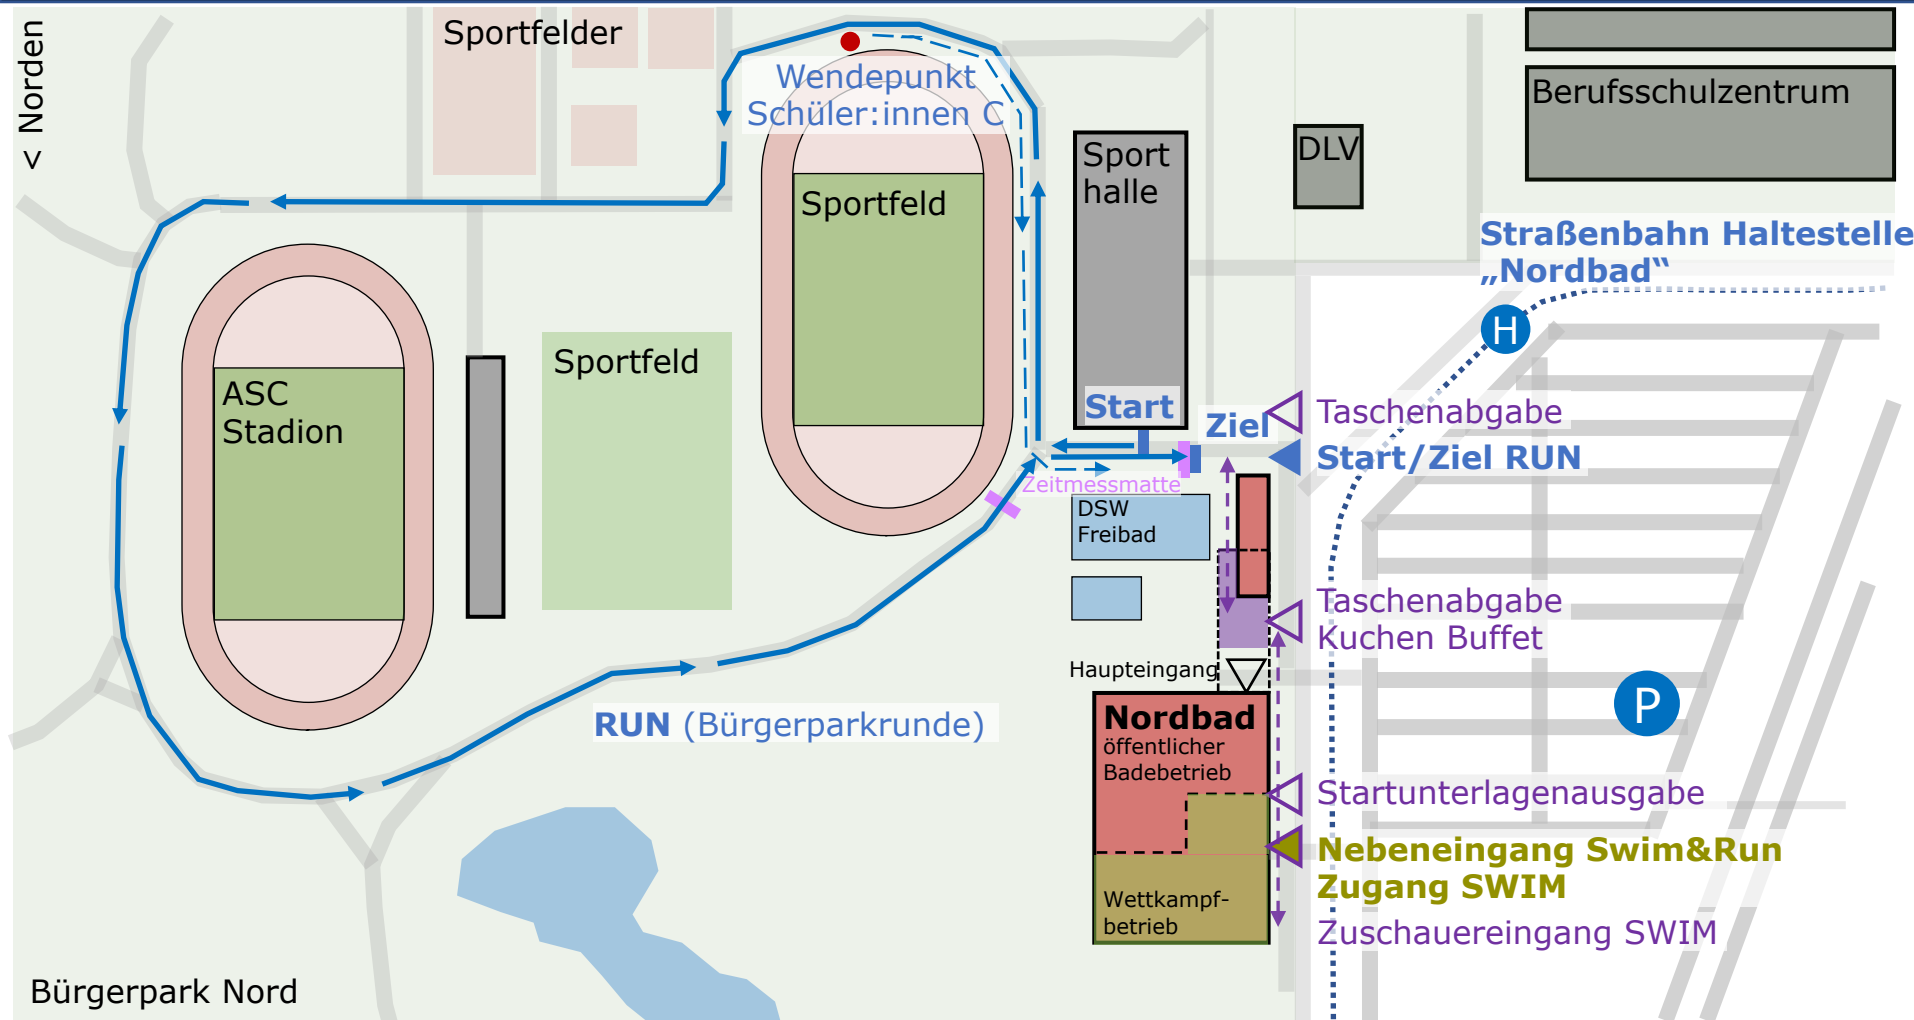 < Norden
Sportfelder
Wendepunkt
Schüler:innen C
Sportfeld
Sport
halle
DLV
Berufsschulzentrum
Straßenbahn Haltestelle
„Nordbad“
H
ASC
Stadion
Sportfeld
Start
Ziel
Taschenabgabe
Start/Ziel RUN
Zeitmessmatte
DSW
Freibad
Taschenabgabe
Kuchen Buffet
Haupteingang
RUN (Bürgerparkrunde)
Nordbad
öffentlicher
Badebetrieb
P
Startunterlagenausgabe
Nebeneingang Swim&Run
Zugang SWIM
Wettkampf-
betrieb
Zuschauereingang SWIM
Bürgerpark Nord